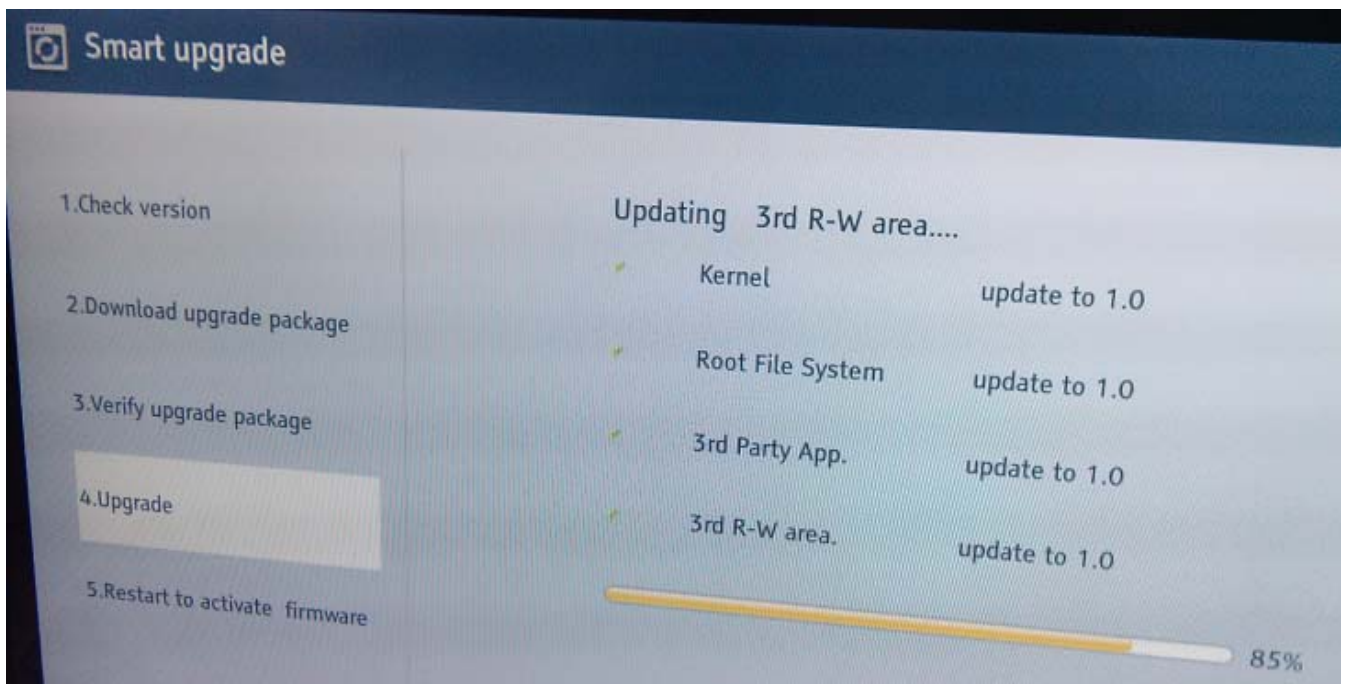 Smart upgrade
1.Check version
2.Download upgrade package
3.Verify upgrade package
4.Upgrade
5.Restart to activate firmware
Updating 3rd R-W area....
Kernel update to 1.0
Root File System update to 1.0
3rd Party App. update to 1.0
3rd R-W area. update to 1.0
85%